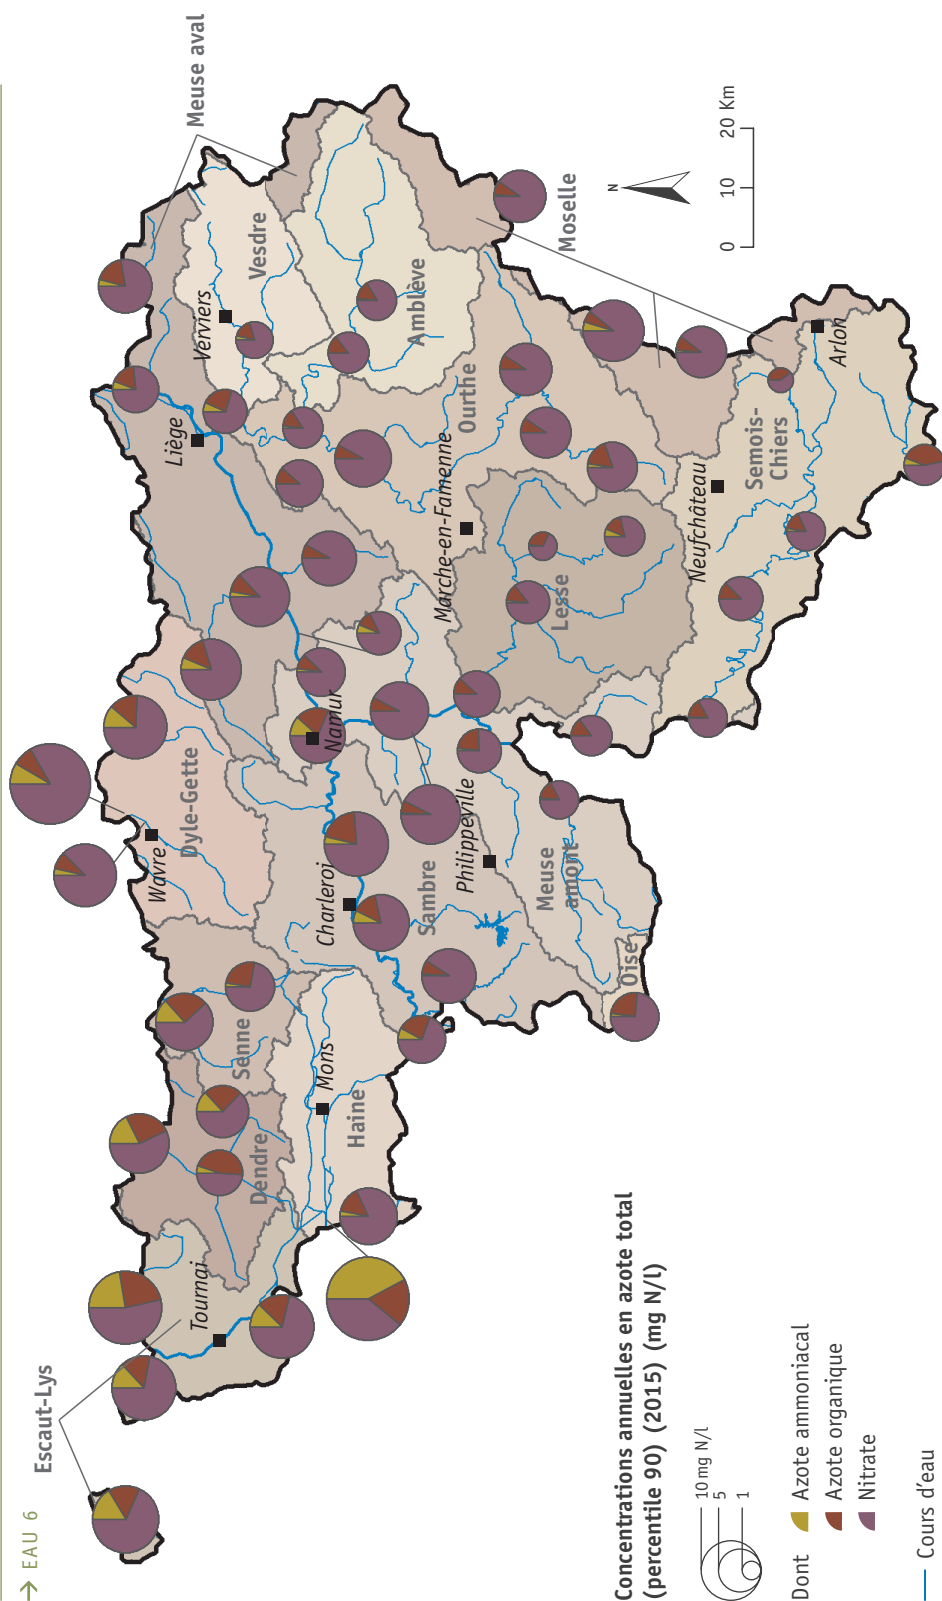 → EAU 6
Escaut-Lys
Meuse aval
Tournai
Dendre
Senne
Mons
Haine
Wavre
Dyle-Gette
Charleroi
Sambre
Namur
Philippeville
Meuse
amont
Oise
Liège
Verviers
Vesdre
Amblève
Ourthe
Marche-en-Famenne
Lesse
Neufchâteau
Semois-
Chiers
Arlon
Moselle
N
0 10 20 Km
Concentrations annuelles en azote total
(percentile 90) (2015) (mg N/l)
10 mg N/l
5
1
Dont
Azote ammoniacal
Azote organique
Nitrate
Cours d'eau